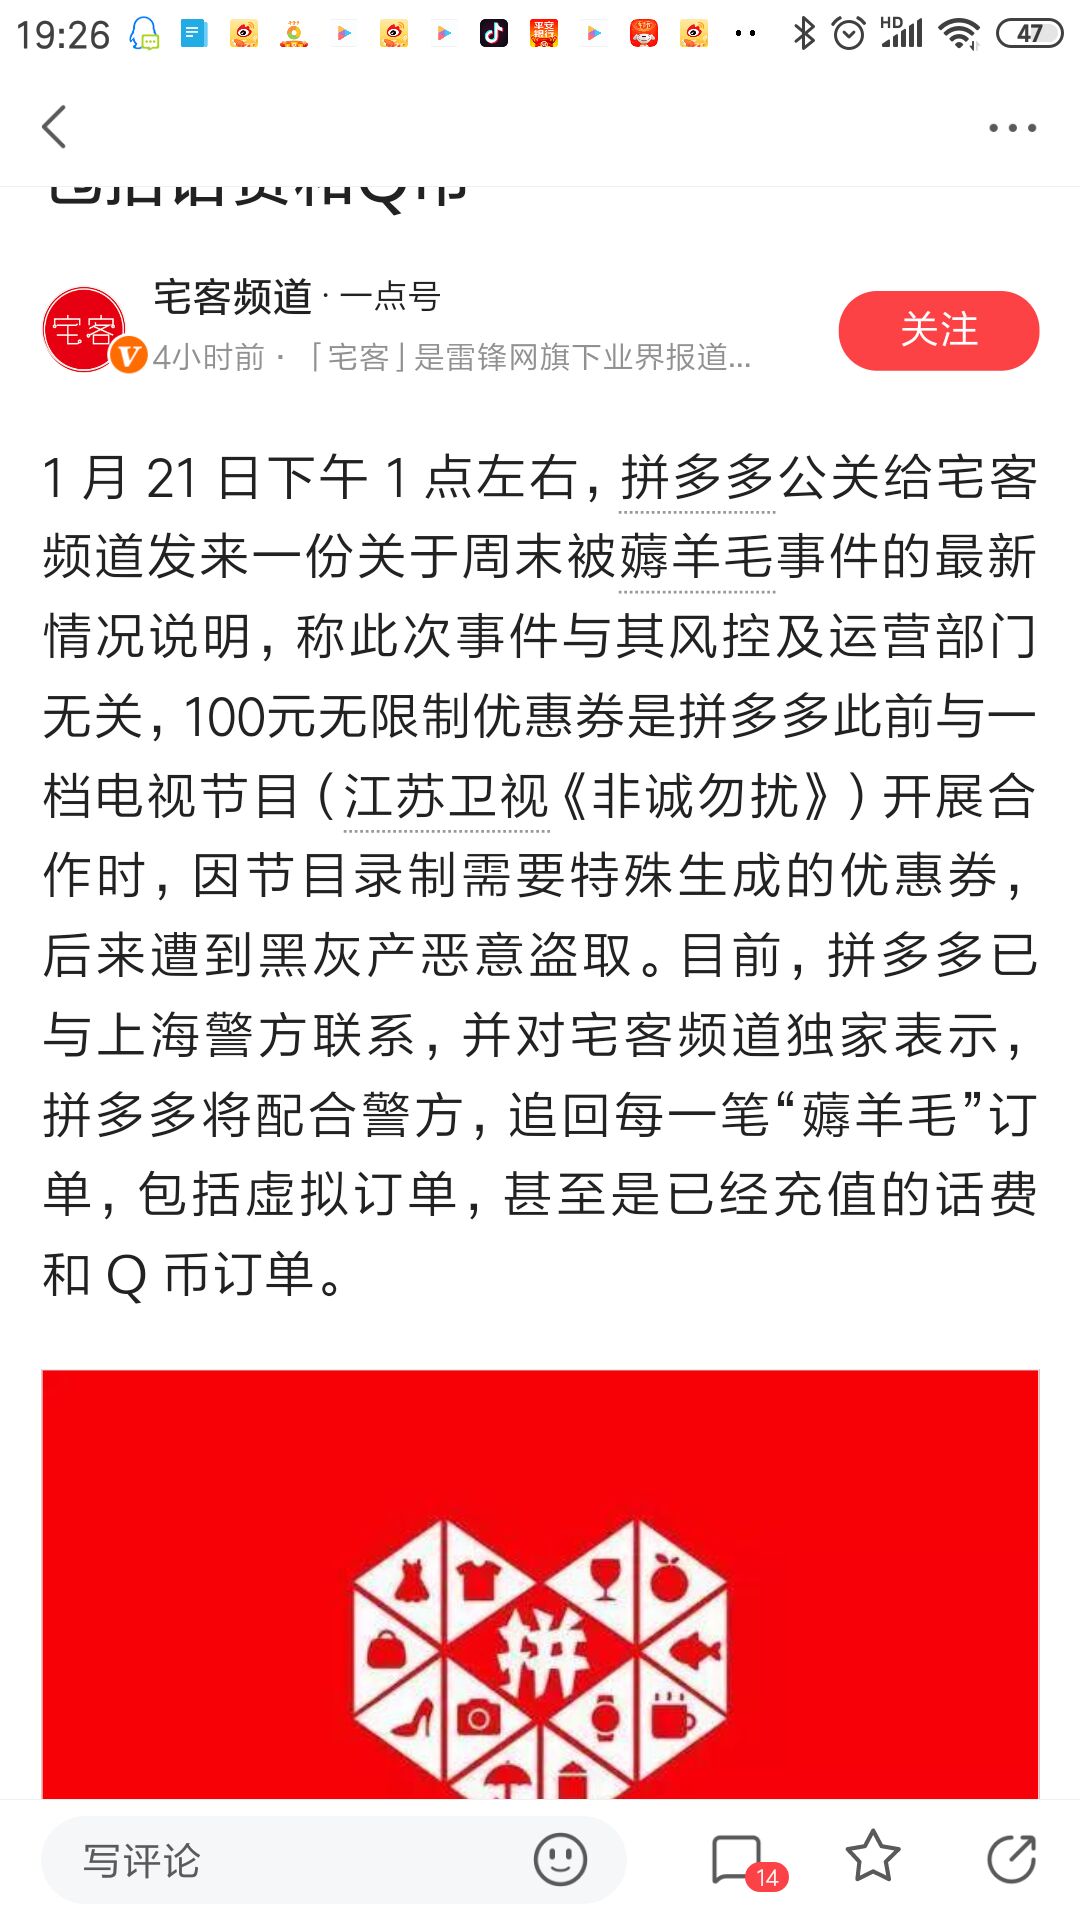 19:26
HD
47
包括话费和Q币
宅客频道 · 一点号
宅客
4小时前 · 「宅客」是雷锋网旗下业界报道...
关注
1 月 21 日下午 1 点左右，拼多多公关给宅客
频道发来一份关于周末被薅羊毛事件的最新
情况说明，称此次事件与其风控及运营部门
无关，100元无限制优惠券是拼多多此前与一
档电视节目（江苏卫视《非诚勿扰》）开展合
作时，因节目录制需要特殊生成的优惠券，
后来遭到黑灰产恶意盗取。目前，拼多多已
与上海警方联系，并对宅客频道独家表示，
拼多多将配合警方，追回每一笔“薅羊毛”订
单，包括虚拟订单，甚至是已经充值的话费
和 Q 币订单。
拼
写评论
14